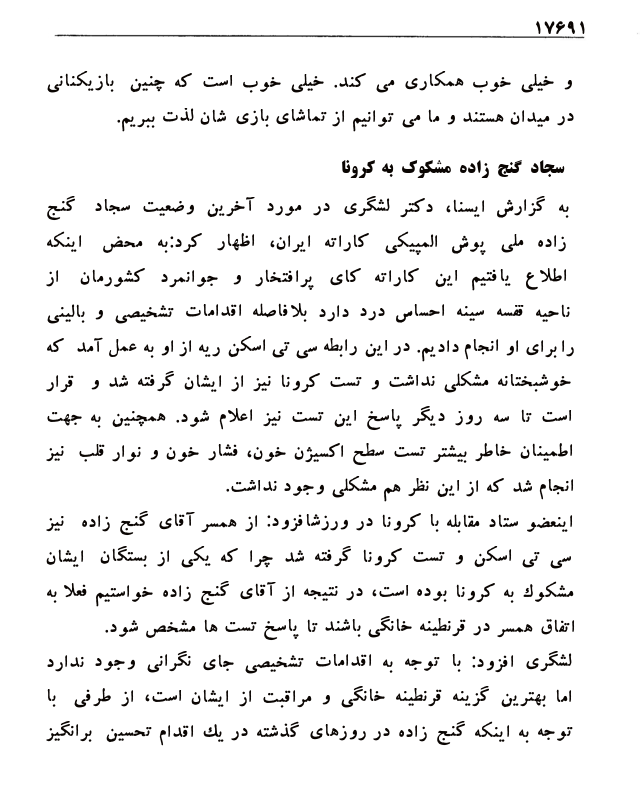 ۱۷۶۹۱
و خیلی خوب همکاری می کند. خیلی خوب است که چنین بازیکنانی
در میدان هستند و ما می توانیم از تماشای بازی شان لذت ببریم.
سجاد گنج زاده مشکوک به کرونا
به گزارش ایسنا، دکتر لشگری در مورد آخرین وضعیت سجاد گنج
زاده ملی پوش المپیکی کاراته ایران، اظهار کرد:به محض اینکه
اطلاع یافتیم این کاراته کای پرافتخار و جوانمرد کشورمان از
ناحیه قفسه سینه احساس درد دارد بلافاصله اقدامات تشخیصی و بالینی
را برای او انجام دادیم. در این رابطه سی تی اسکن ریه از او به عمل آمد که
خوشبختانه مشکلی نداشت و تست کرونا نیز از ایشان گرفته شد و قرار
است تا سه روز دیگر پاسخ این تست نیز اعلام شود. همچنین به جهت
اطمینان خاطر بیشتر تست سطح اکسیژن خون، فشار خون و نوار قلب نیز
انجام شد که از این نظر هم مشکلی وجود نداشت.
اینعضو ستاد مقابله با کرونا در ورزشافزود: از همسر آقای گنج زاده نیز
سی تی اسکن و تست کرونا گرفته شد چرا که یکی از بستگان ایشان
مشکوك به کرونا بوده است، در نتیجه از آقای گنج زاده خواستیم فعلا به
اتفاق همسر در قرنطینه خانگی باشند تا پاسخ تست ها مشخص شود.
لشگری افزود: با توجه به اقدامات تشخیصی جای نگرانی وجود ندارد
اما بهترین گزینه قرنطینه خانگی و مراقبت از ایشان است، از طرفی با
توجه به اینکه گنج زاده در روزهای گذشته در یك اقدام تحسین برانگیز